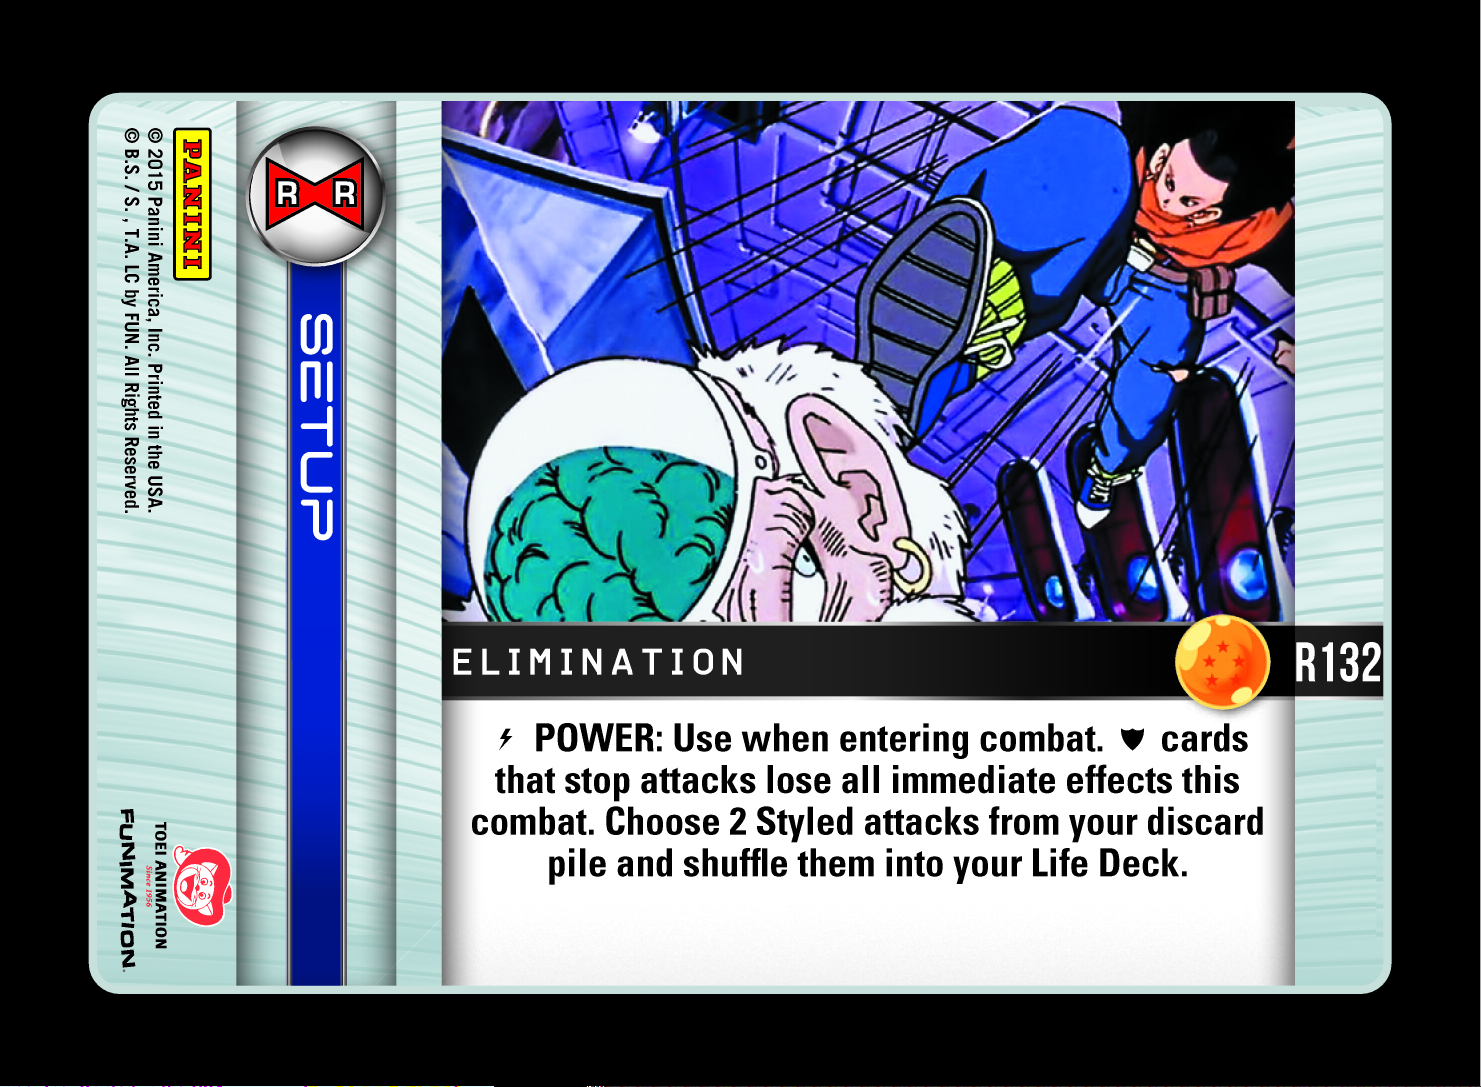 PANINI
© 2015 Panini America, Inc. Printed in the USA.
© B.S. / S. , T.A. LC by FUN. All Rights Reserved.
R R
SETUP
ELIMINATION
R132
POWER: Use when entering combat. cards
that stop attacks lose all immediate effects this
combat. Choose 2 Styled attacks from your discard
pile and shuffle them into your Life Deck.
TOEI ANIMATION
Since 1956
FUNIMATION